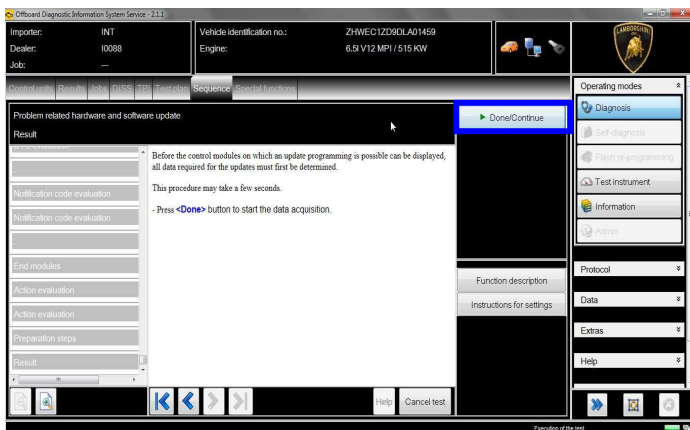 Offboard Diagnostic Information System Service - 2.1.1
Importer: INT
Dealer: I0088
Job: ---
Vehicle identification no.: ZHWEC1ZD9DLA01459
Engine: 6.5l V12 MPI / 515 KW
LAMBORGHINI
Control units Results Jobs DISS TPI Test plan Sequence Special functions
Problem related hardware and software update
Result
Done/Continue
Notification code evaluation
Notification code evaluation
End modules
Action evaluation
Action evaluation
Preparation steps
Result
Before the control modules on which an update programming is possible can be displayed,
all data required for the updates must first be determined.
This procedure may take a few seconds.
- Press <Done> button to start the data acquisition.
Function description
Instructions for settings
Help
Cancel test
Operating modes
Diagnosis
Self-diagnosis
Flash re-programming
Test instrument
Information
Admin
Protocol
Data
Extras
Help
Execution of the test